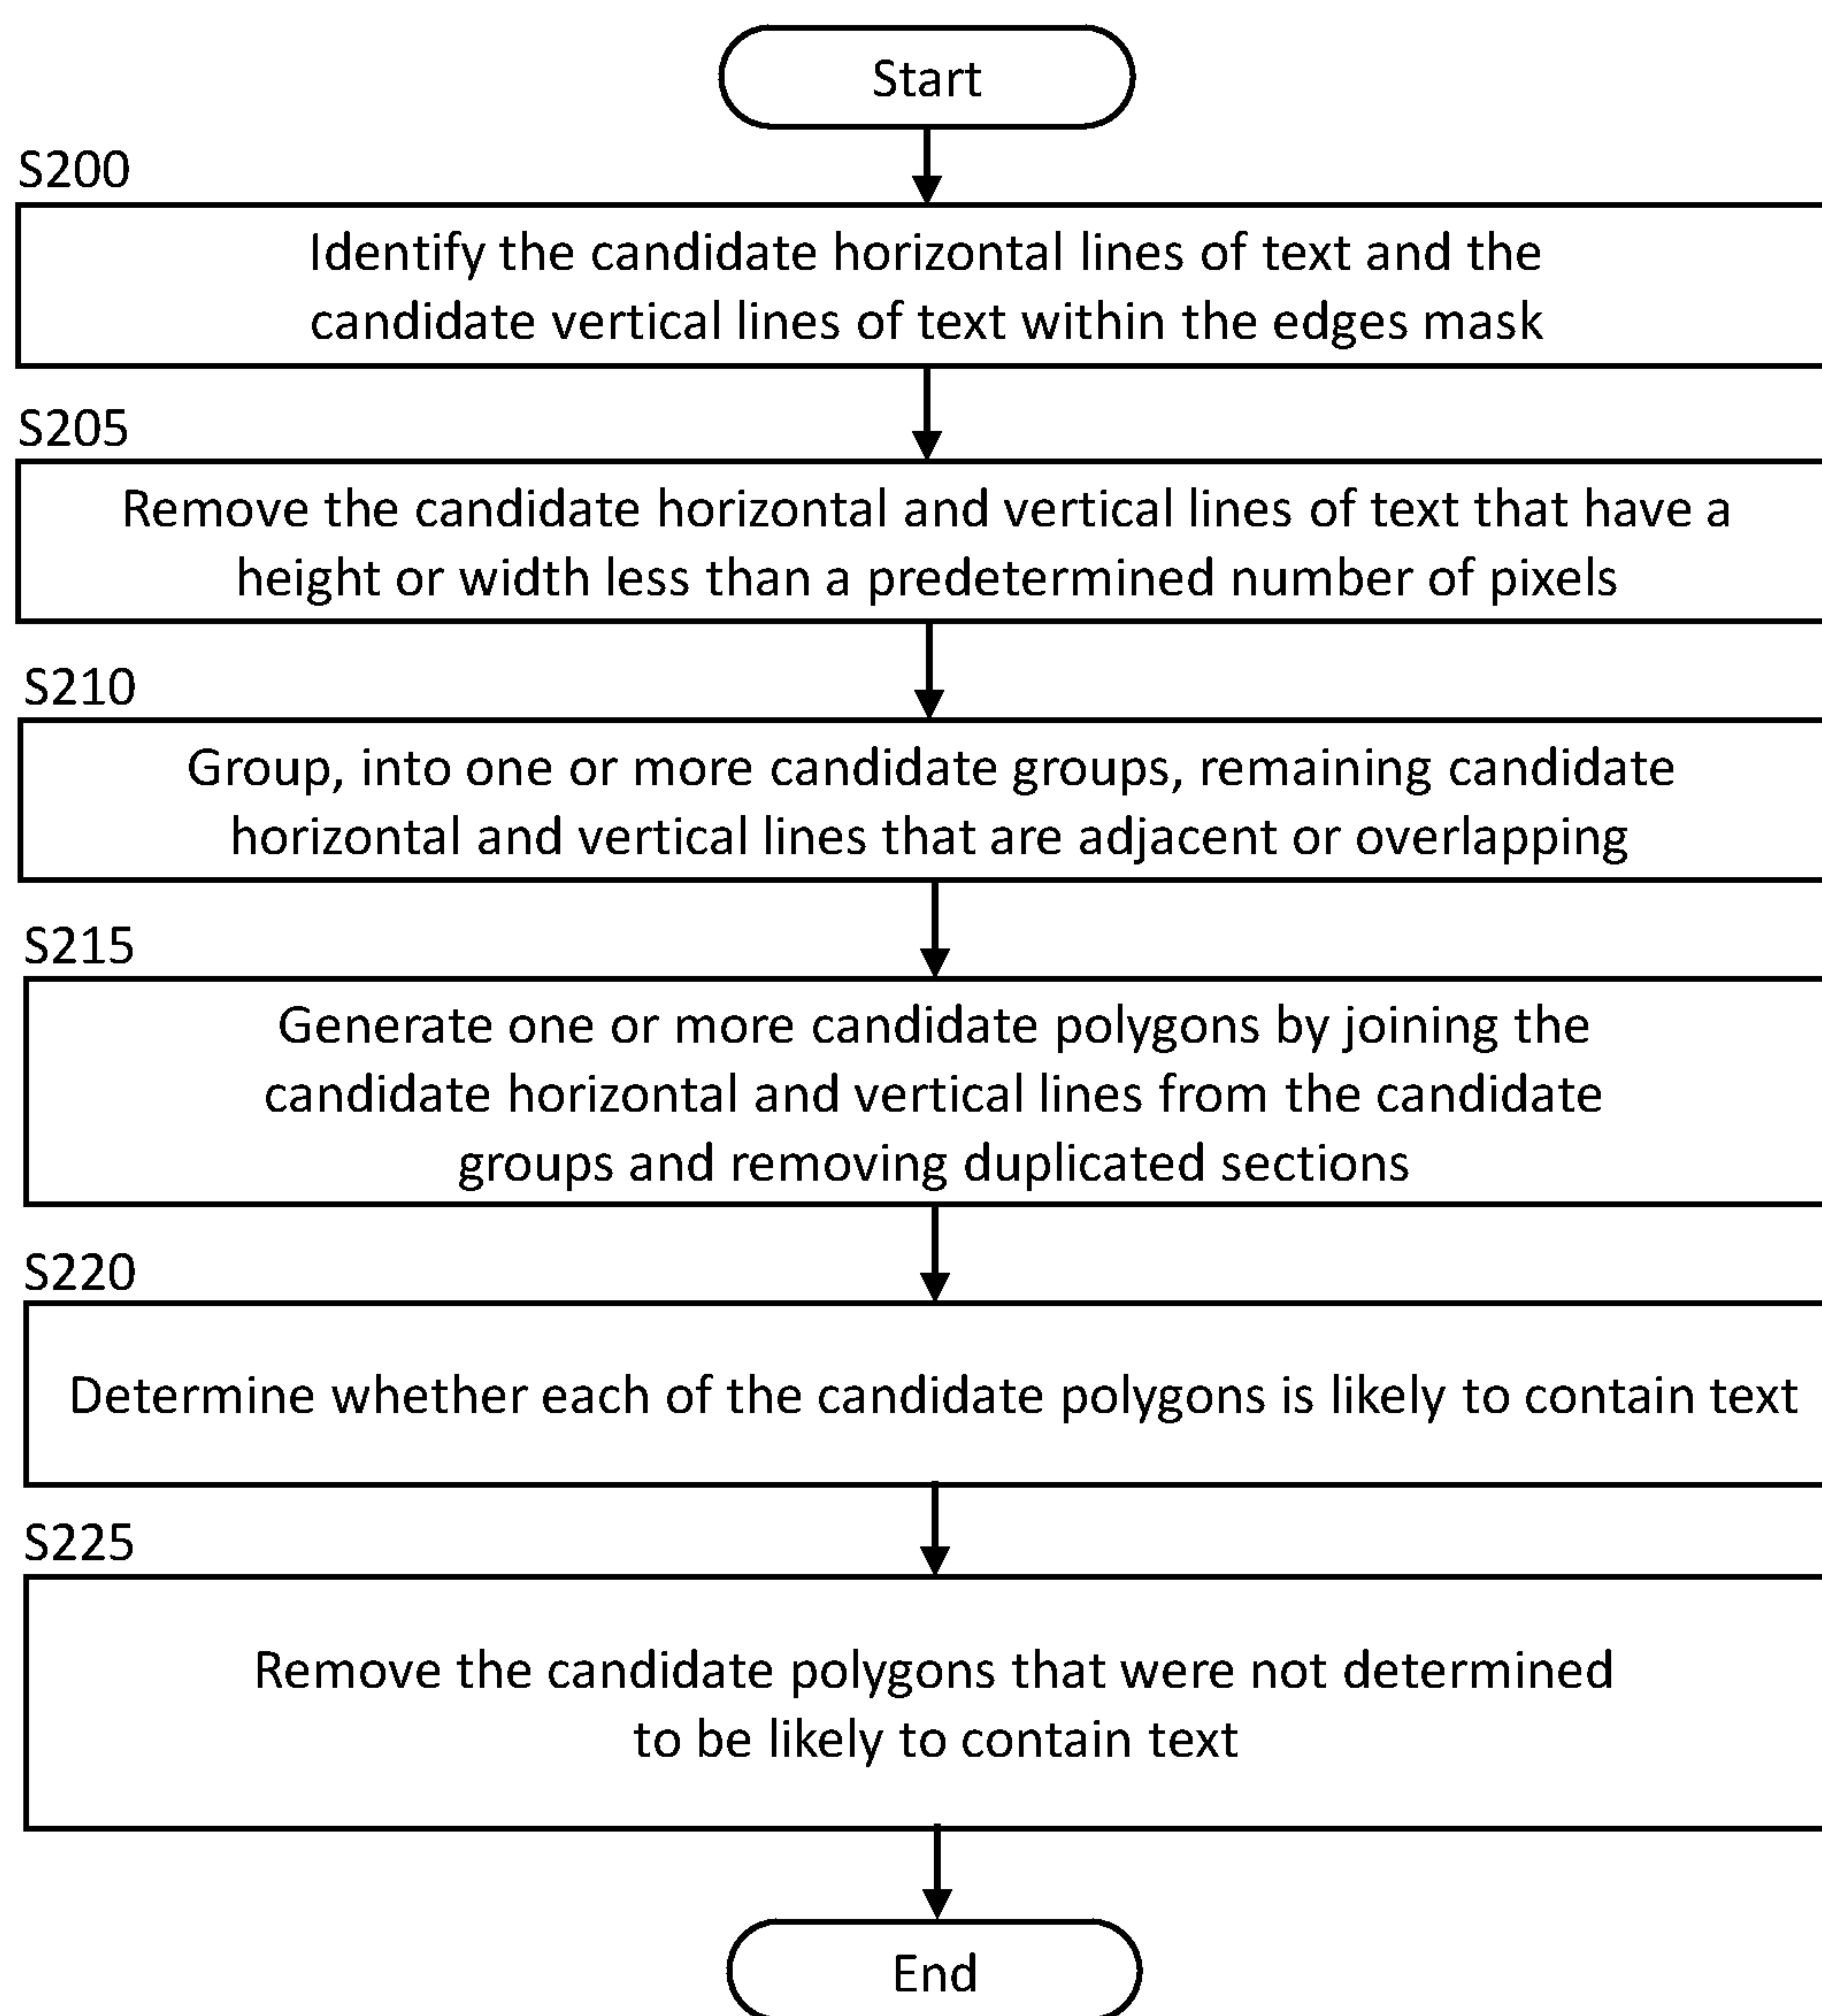 Start
S200
Identify the candidate horizontal lines of text and the
candidate vertical lines of text within the edges mask
S205
Remove the candidate horizontal and vertical lines of text that have a
height or width less than a predetermined number of pixels
S210
Group, into one or more candidate groups, remaining candidate
horizontal and vertical lines that are adjacent or overlapping
S215
Generate one or more candidate polygons by joining the
candidate horizontal and vertical lines from the candidate
groups and removing duplicated sections
S220
Determine whether each of the candidate polygons is likely to contain text
S225
Remove the candidate polygons that were not determined
to be likely to contain text
End